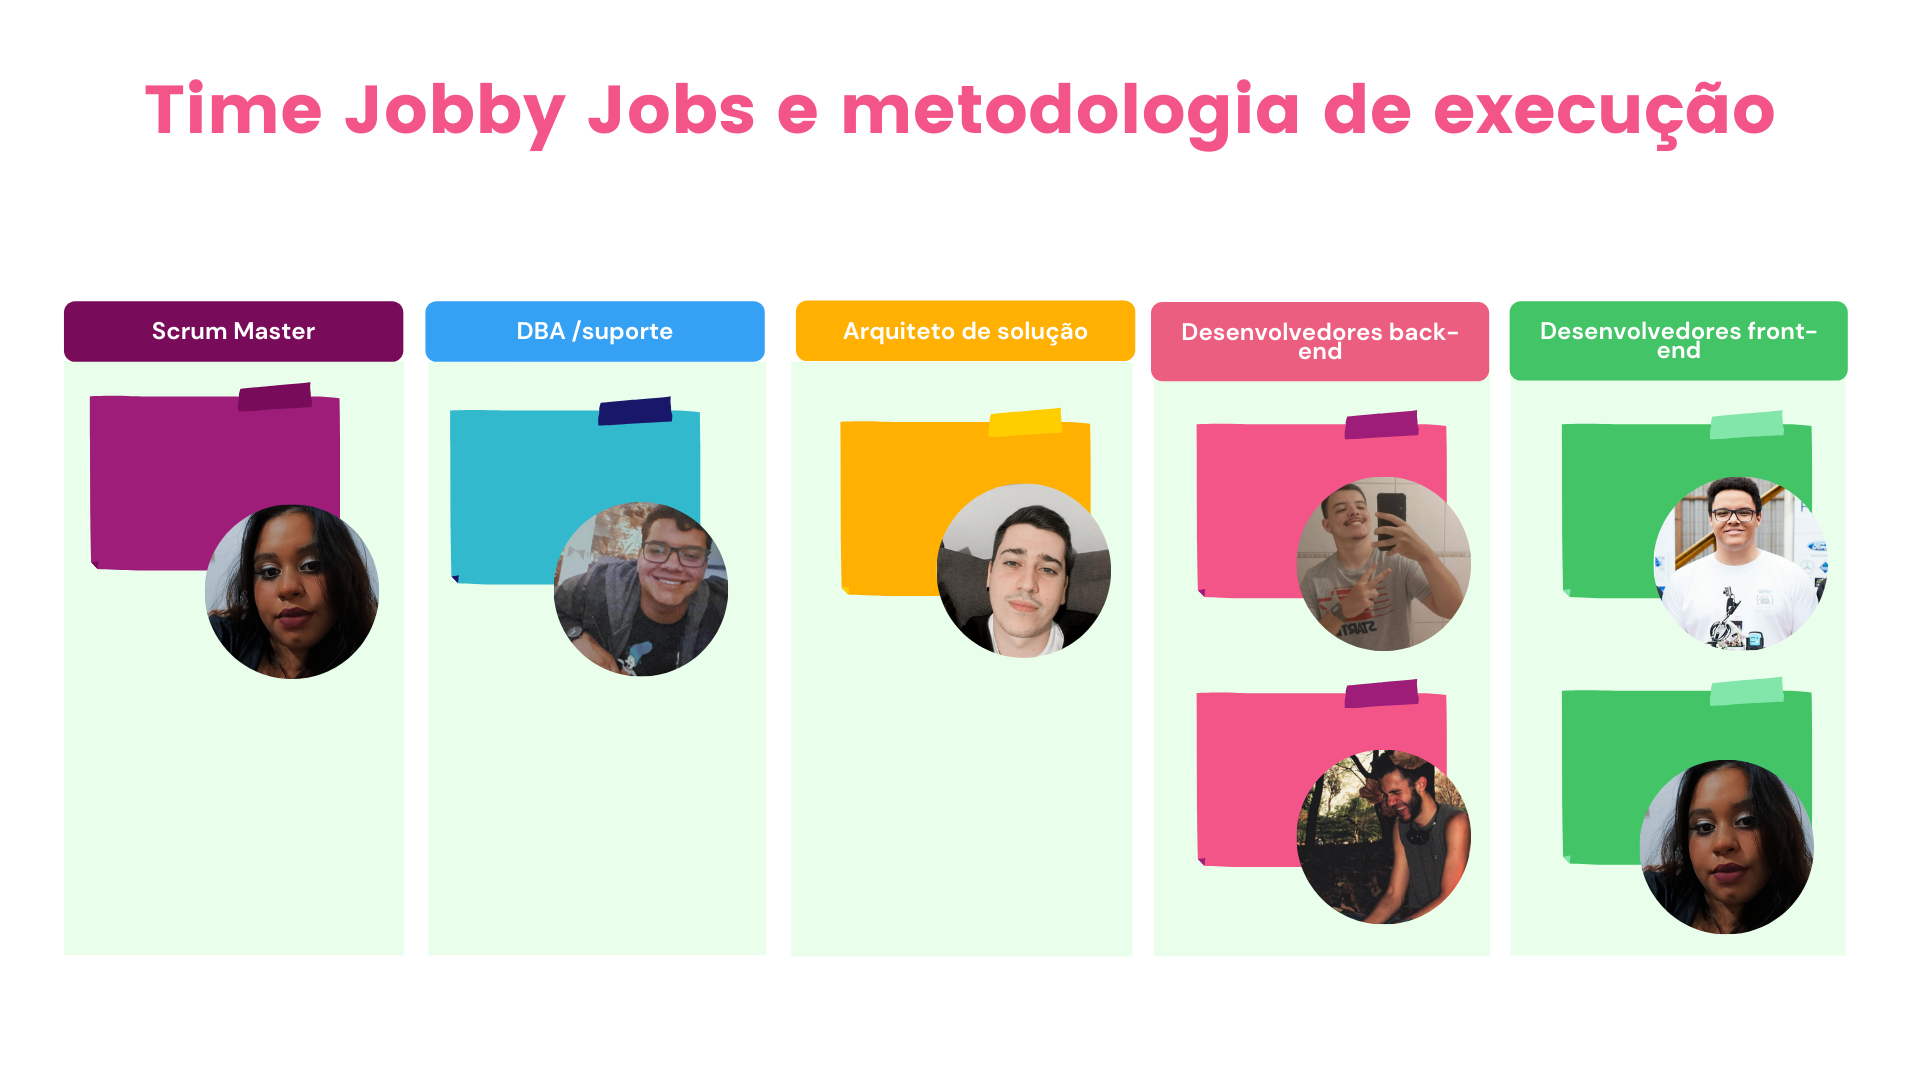 Time Jobby Jobs e metodologia de execução
Scrum Master
DBA /suporte
Arquiteto de solução
Desenvolvedores back-
end
Desenvolvedores front-
end